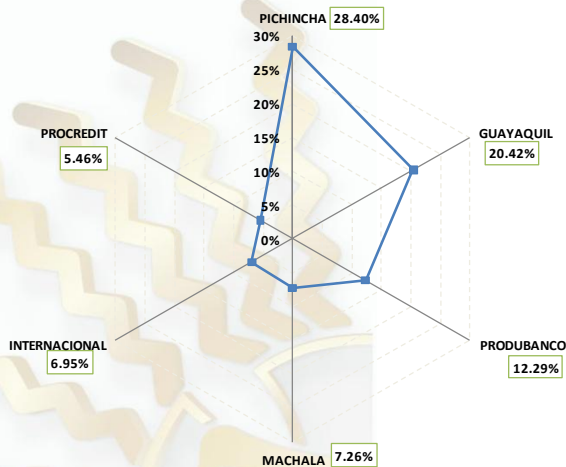 PICHINCHA 28.40%
30%
25%
20%
15%
10%
5%
0%
GUAYAQUIL
20.42%
PRODUBANCO
12.29%
MACHALA 7.26%
INTERNACIONAL
6.95%
PROCREDIT
5.46%